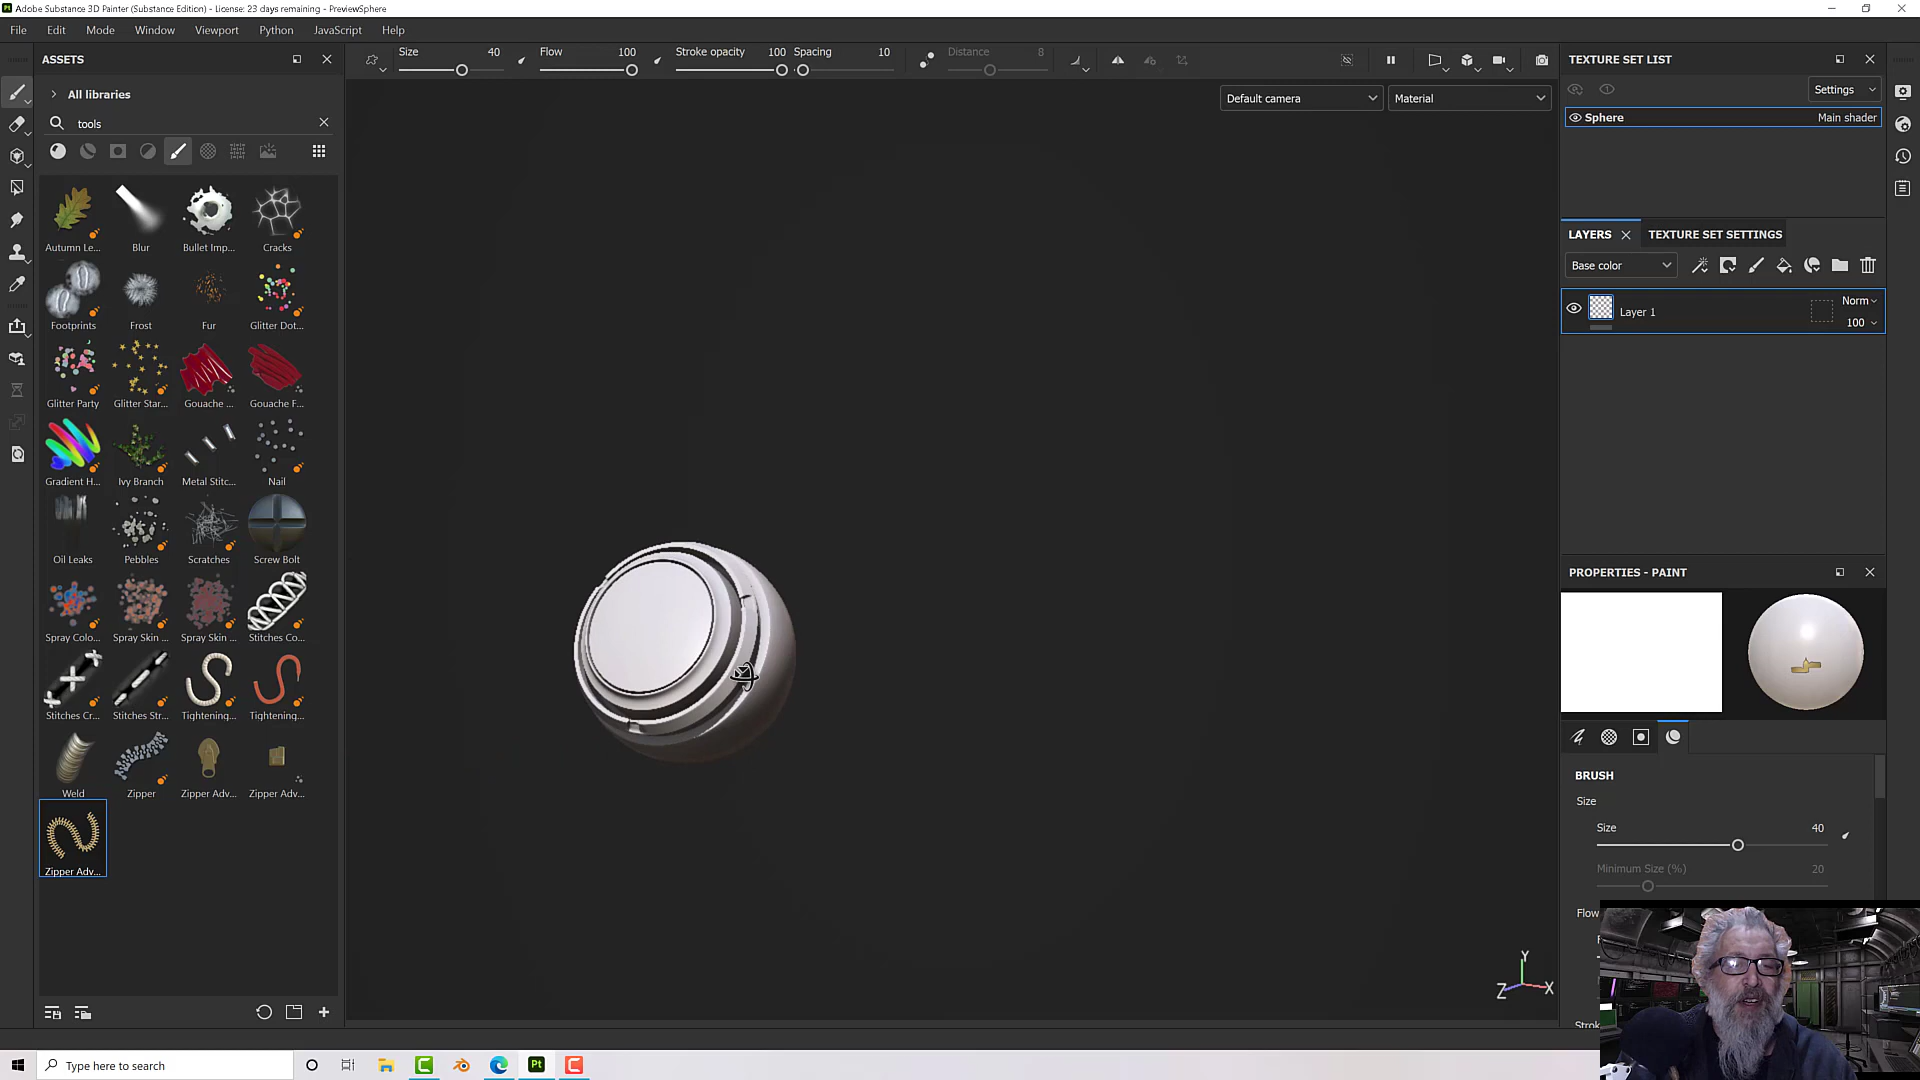 Pt Adobe Substance 3D Painter (Substance Edition) - License: 23 days remaining - PreviewSphere
File Edit Mode Window Viewport Python JavaScript Help
ASSETS
All libraries
tools
Autumn Le... Blur Bullet Imp... Cracks
Footprints Frost Fur Glitter Dot...
Glitter Party Glitter Star... Gouache ... Gouache F...
Gradient H... Ivy Branch Metal Stitc... Nail
Oil Leaks Pebbles Scratches Screw Bolt
Spray Colo... Spray Skin ... Spray Skin ... Stitches Co...
Stitches Cr... Stitches Str... Tightening... Tightening...
Weld Zipper Zipper Adv... Zipper Adv...
Zipper Adv...
Size 40 Flow 100 Stroke opacity 100 Spacing 10 Distance 8
Default camera Material
Y
Z X
TEXTURE SET LIST
Settings
Sphere Main shader
LAYERS TEXTURE SET SETTINGS
Base color
Layer 1 Norm
100
PROPERTIES - PAINT
BRUSH
Size
Size 40
Minimum Size (%) 20
Flow
Type here to search
Pt